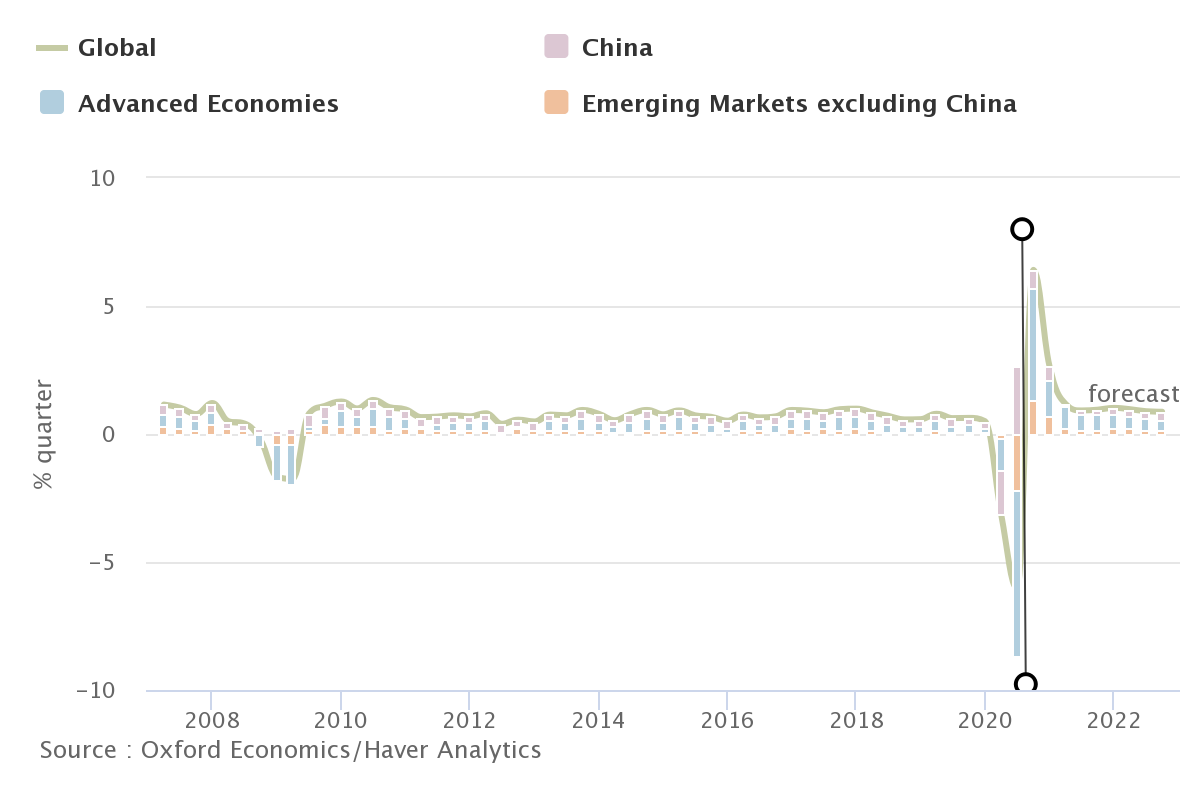 Global
China
Advanced Economies
Emerging Markets excluding China
10
5
0
−5
−10
% quarter
forecast
2008 2010 2012 2014 2016 2018 2020 2022
Source : Oxford Economics/Haver Analytics